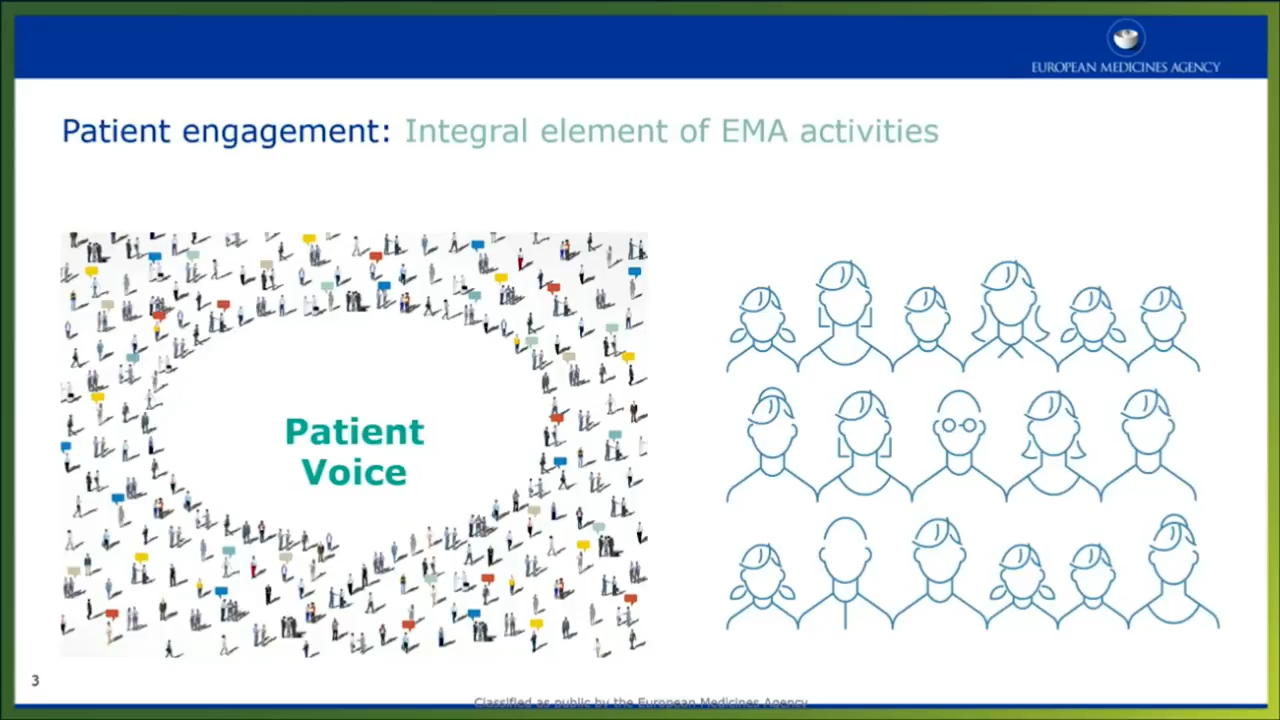 EUROPEAN MEDICINES AGENCY
Patient engagement: Integral element of EMA activities
Patient
Voice
3
Classified as public by the European Medicines Agency